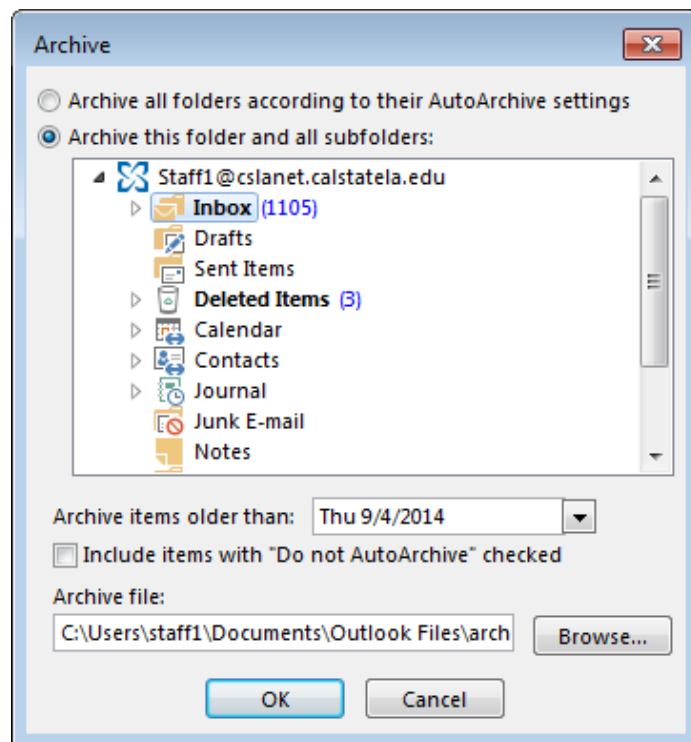 Archive
Archive all folders according to their AutoArchive settings
Archive this folder and all subfolders:
Staff1@cslanet.calstatela.edu
Inbox (1105)
Drafts
Sent Items
Deleted Items (3)
Calendar
Contacts
Journal
Junk E-mail
Notes
Archive items older than: Thu 9/4/2014
Include items with "Do not AutoArchive" checked
Archive file:
C:\Users\staff1\Documents\Outlook Files\arch Browse...
OK Cancel